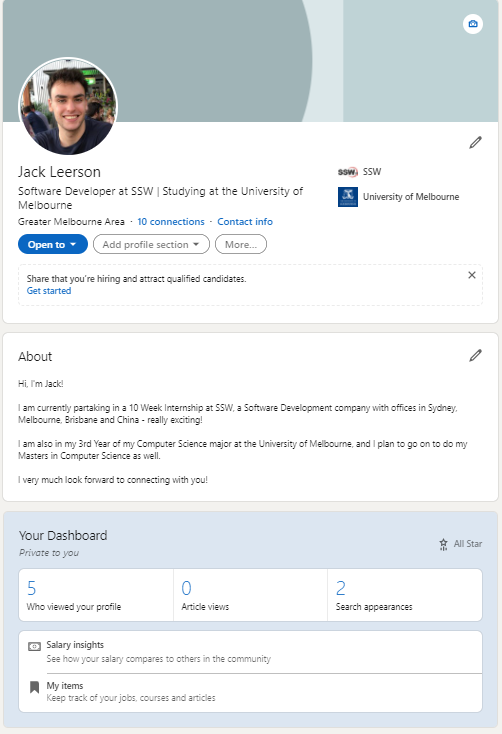 Jack Leerson
SSW SSW
Software Developer at SSW | Studying at the University of
Melbourne
University of Melbourne
Greater Melbourne Area · 10 connections · Contact info
Open to
Add profile section
More...
Share that you're hiring and attract qualified candidates.
Get started
About
Hi, I'm Jack!
I am currently partaking in a 10 Week Internship at SSW, a Software Development company with offices in Sydney,
Melbourne, Brisbane and China - really exciting!
I am also in my 3rd Year of my Computer Science major at the University of Melbourne, and I plan to go on to do my
Masters in Computer Science as well.
I very much look forward to connecting with you!
Your Dashboard
Private to you
All Star
5
Who viewed your profile
0
Article views
2
Search appearances
Salary insights
See how your salary compares to others in the community
My items
Keep track of your jobs, courses and articles